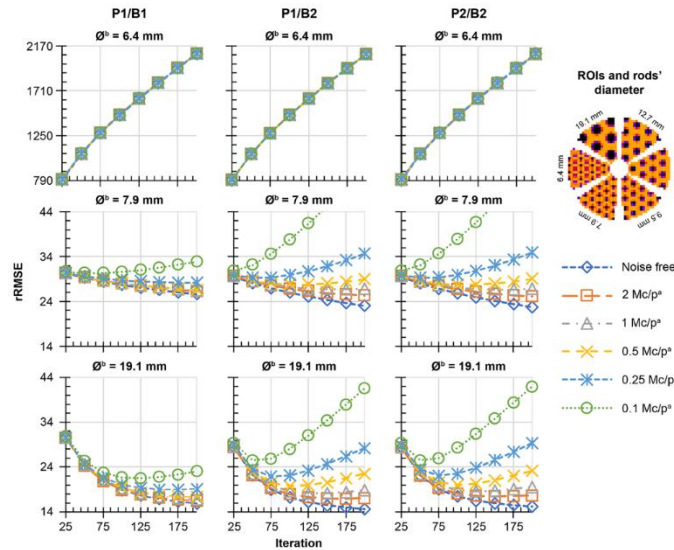 P1/B1 P1/B2 P2/B2
Øᵇ = 6.4 mm Øᵇ = 6.4 mm Øᵇ = 6.4 mm
2170
1710
1250
790
Øᵇ = 7.9 mm Øᵇ = 7.9 mm Øᵇ = 7.9 mm
44
34
24
14
rRMSE
Øᵇ = 19.1 mm Øᵇ = 19.1 mm Øᵇ = 19.1 mm
44
34
24
14
25 75 125 175 25 75 125 175 25 75 125 175
Iteration
ROIs and rods'
diameter
19.1 mm
12.7 mm
6.4 mm
7.9 mm
9.5 mm
Noise free
2 Mc/pᵃ
1 Mc/pᵃ
0.5 Mc/pᵃ
0.25 Mc/p
0.1 Mc/pᵃ